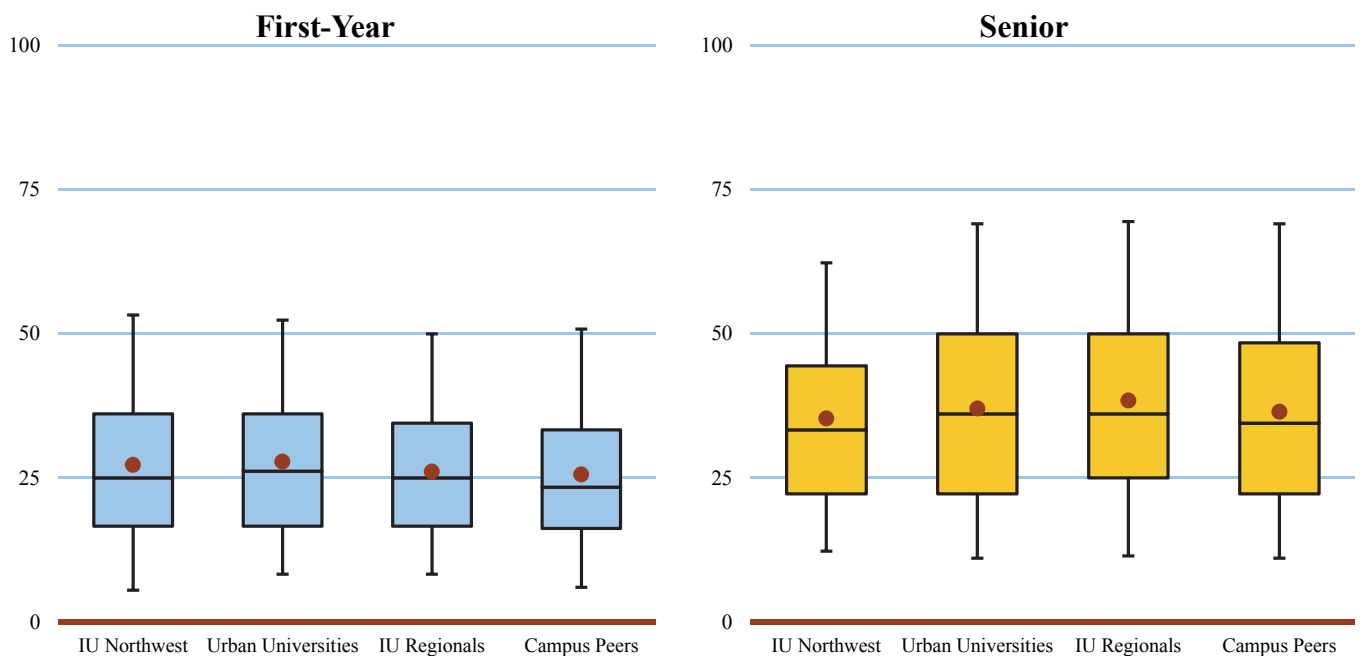 First-Year
100
75
50
25
0
IU Northwest
Urban Universities
IU Regionals
Campus Peers
Senior
100
75
50
25
0
IU Northwest
Urban Universities
IU Regionals
Campus Peers